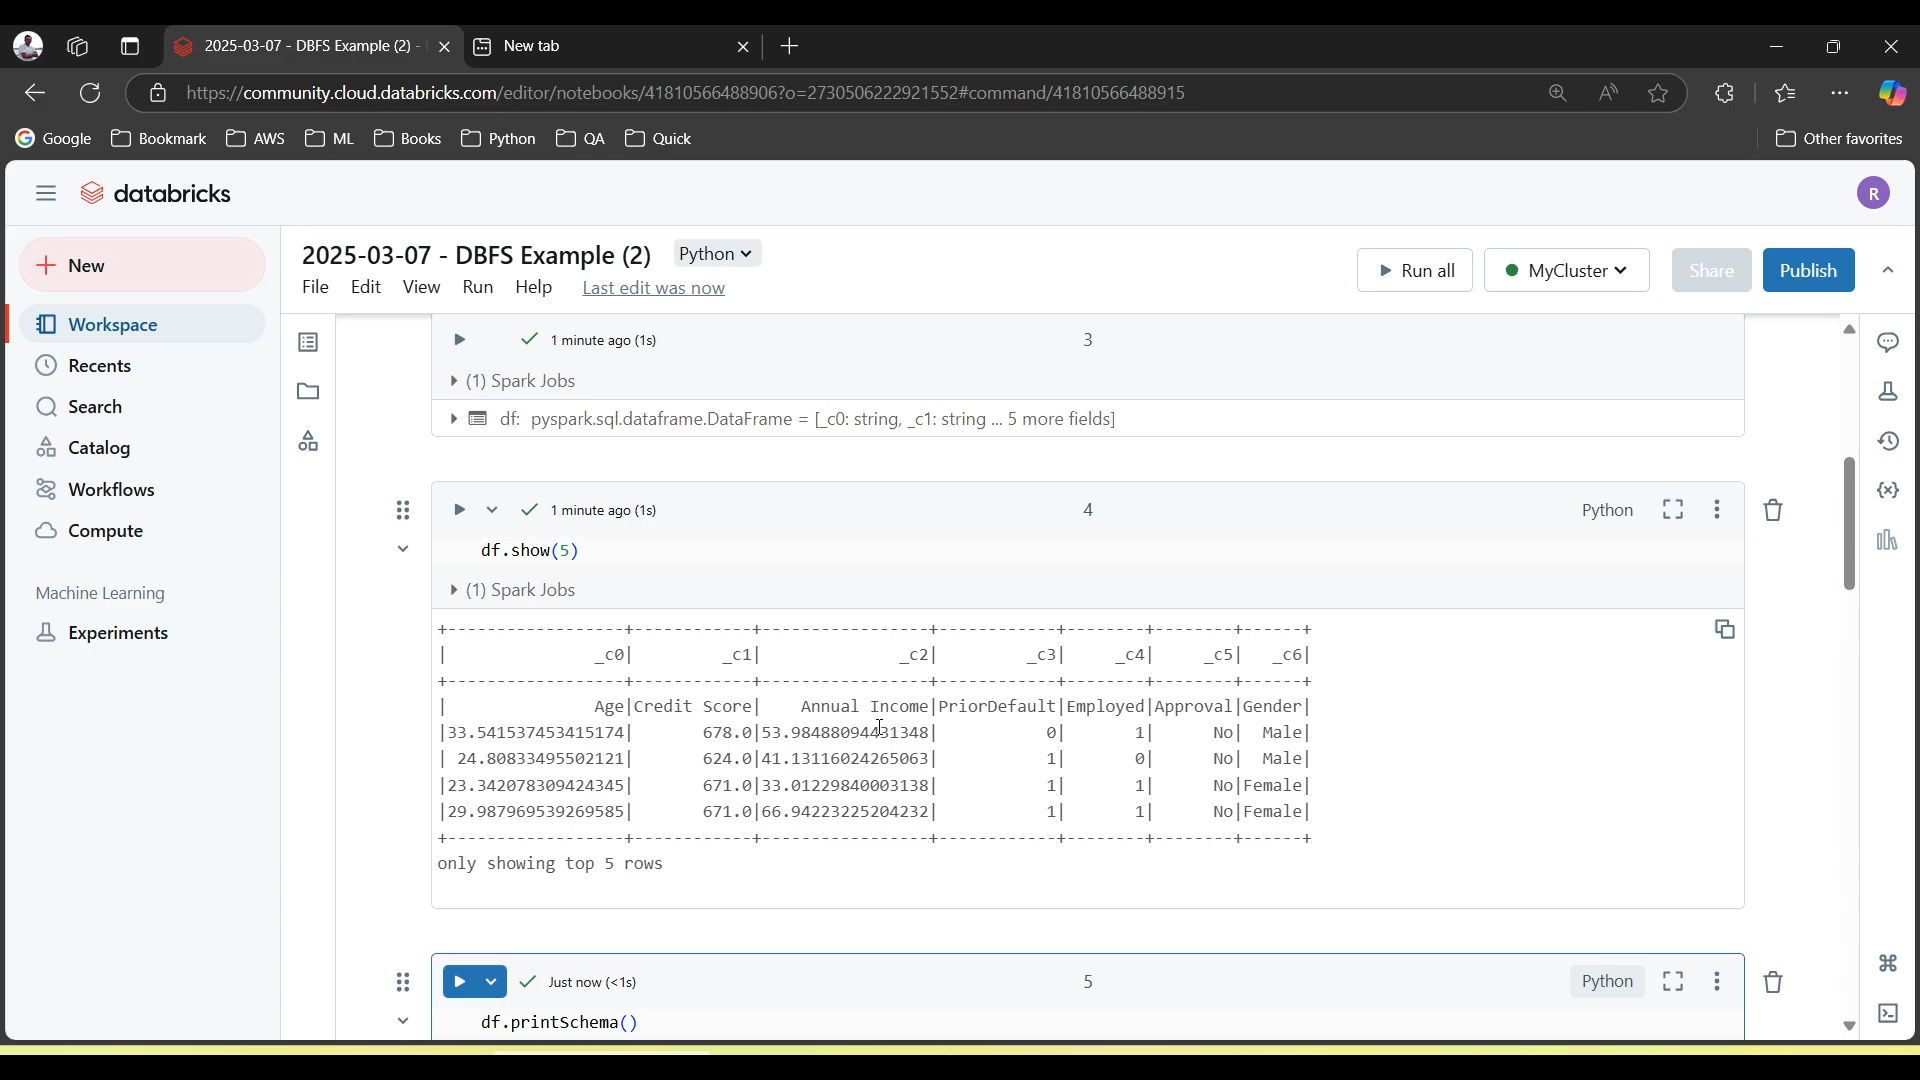 2025-03-07 - DBFS Example (2) -
New tab
https://community.cloud.databricks.com/editor/notebooks/41810566488906?o=2730506222921552#command/41810566488915
Google Bookmark AWS ML Books Python QA Quick Other favorites
databricks
R
New
Workspace
Recents
Search
Catalog
Workflows
Compute
Machine Learning
Experiments
2025-03-07 - DBFS Example (2) Python
File Edit View Run Help Last edit was now
Run all MyCluster Share Publish
1 minute ago (1s) 3
(1) Spark Jobs
df: pyspark.sql.dataframe.DataFrame = [_c0: string, _c1: string ... 5 more fields]
1 minute ago (1s) 4 Python
df.show(5)
(1) Spark Jobs
+------------------+------------+-----------------+------------+--------+--------+------+
|               _c0|         _c1|              _c2|         _c3|     _c4|     _c5|   _c6|
+------------------+------------+-----------------+------------+--------+--------+------+
|               Age|Credit Score|    Annual Income|PriorDefault|Employed|Approval|Gender|
|33.541537453415174|       678.0|53.98488094431348|           0|       1|      No|  Male|
| 24.80833495502121|       624.0|41.13116024265063|           1|       0|      No|  Male|
|23.342078309424345|       671.0|33.01229840003138|           1|       1|      No|Female|
|29.987969539269585|       671.0|66.94223225204232|           1|       1|      No|Female|
+------------------+------------+-----------------+------------+--------+--------+------+
only showing top 5 rows
Just now (<1s) 5 Python
df.printSchema()